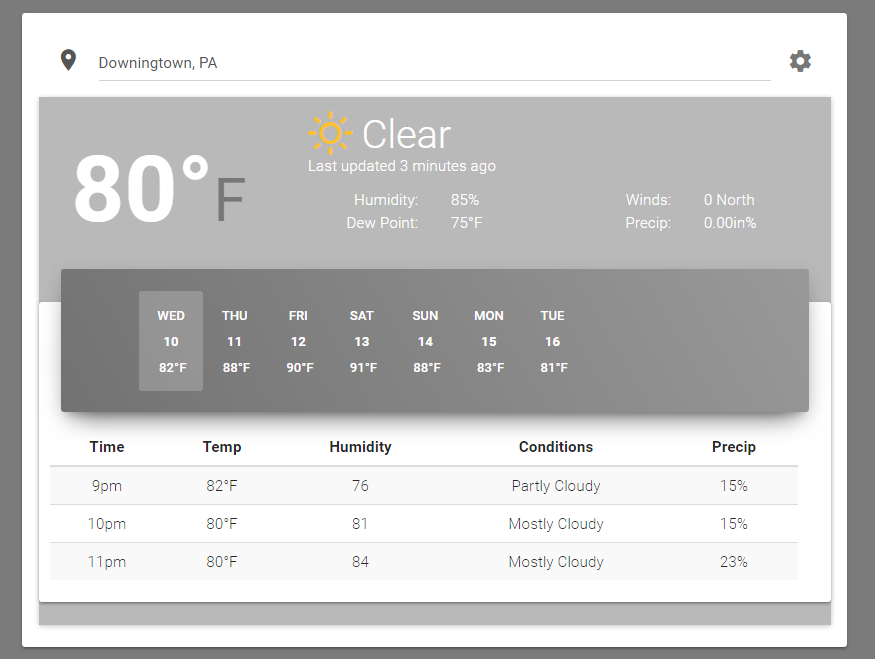 Downingtown, PA
80°F
Clear
Last updated 3 minutes ago
Humidity: 85% Winds: 0 North
Dew Point: 75°F Precip: 0.00in%
WED THU FRI SAT SUN MON TUE
10 11 12 13 14 15 16
82°F 88°F 90°F 91°F 88°F 83°F 81°F
Time Temp Humidity Conditions Precip
9pm 82°F 76 Partly Cloudy 15%
10pm 80°F 81 Mostly Cloudy 15%
11pm 80°F 84 Mostly Cloudy 23%